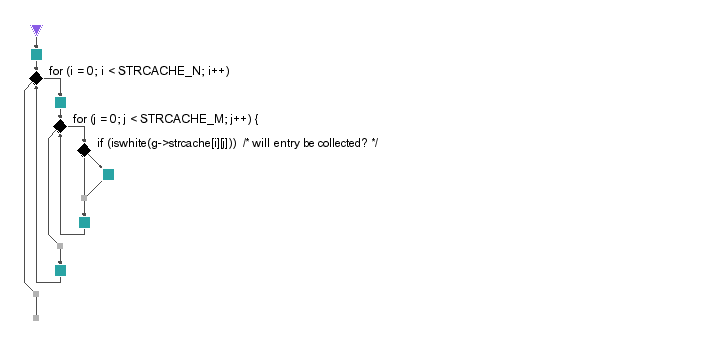 for (i = 0; i < STRCACHE_N; i++)
for (j = 0; j < STRCACHE_M; j++) {
if (iswhite(g->strcache[i][j]))  /* will entry be collected? */